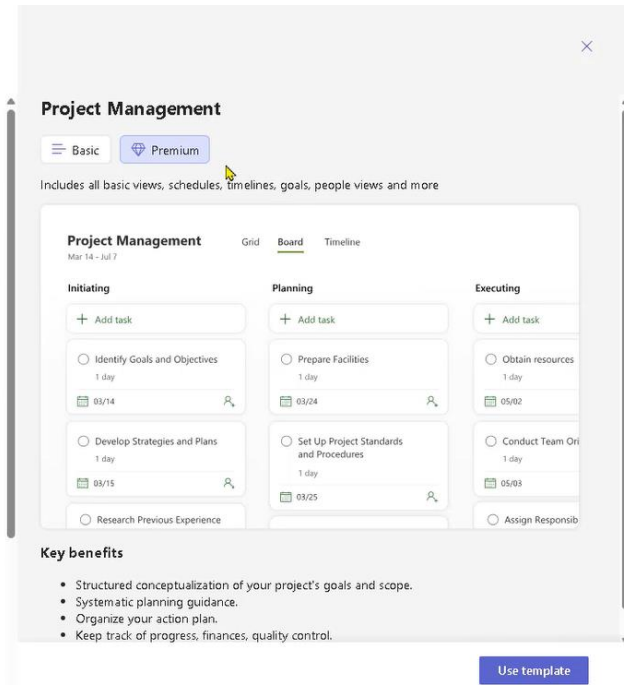 Project Management
Basic
Premium
Includes all basic views, schedules, timelines, goals, people views and more
Project Management
Grid Board Timeline
Mar 14 - Jul 7
Initiating Planning Executing
Add task Add task Add task
Identify Goals and Objectives
1 day
03/14
Prepare Facilities
1 day
03/24
Obtain resources
1 day
05/02
Develop Strategies and Plans
1 day
03/15
Set Up Project Standards
and Procedures
1 day
03/25
Conduct Team Ori
1 day
05/03
Research Previous Experience
Assign Responsib
Key benefits
• Structured conceptualization of your project's goals and scope.
• Systematic planning guidance.
• Organize your action plan.
• Keep track of progress, finances, quality control.
Use template